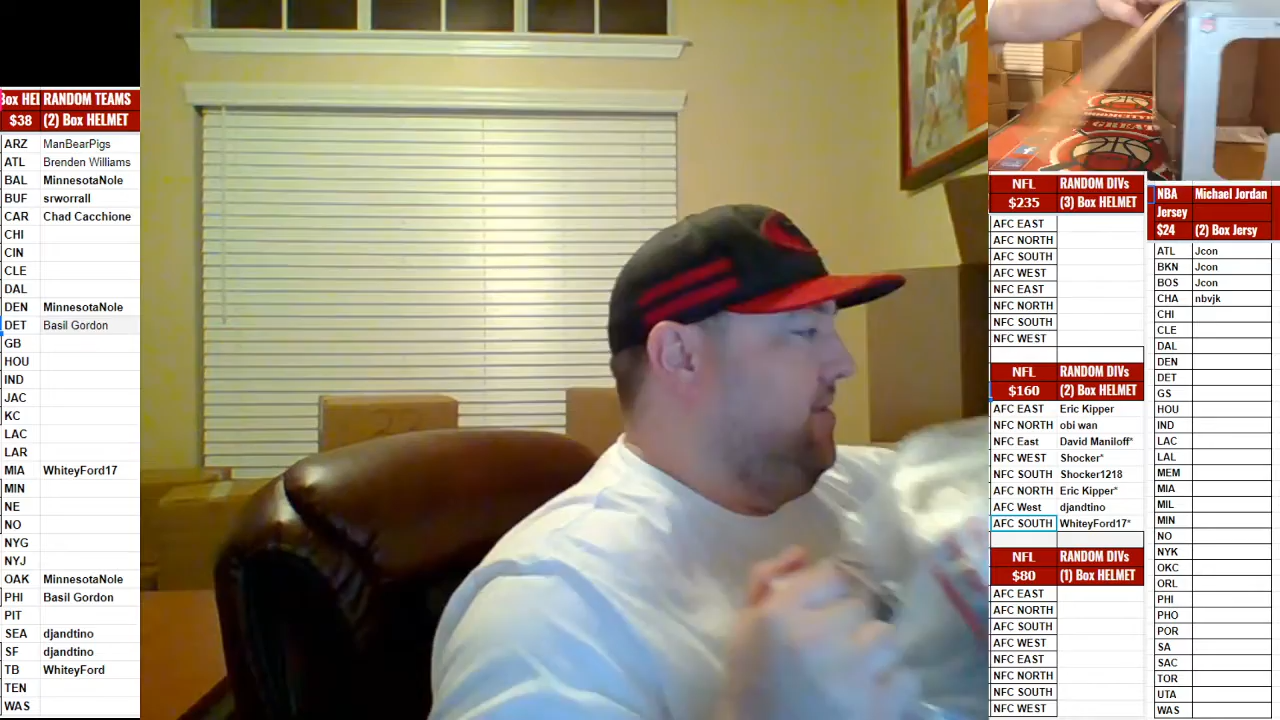 Box HEL RANDOM TEAMS
$38 (2) Box HELMET
ARZ ManBearPigs
ATL Brenden Williams
BAL MinnesotaNole
BUF srworrall
CAR Chad Cacchione
CHI
CIN
CLE
DAL
DEN MinnesotaNole
DET Basil Gordon
GB
HOU
IND
JAC
KC
LAC
LAR
MIA WhiteyFord17
MIN
NE
NO
NYG
NYJ
OAK MinnesotaNole
PHI Basil Gordon
PIT
SEA djandtino
SF djandtino
TB WhiteyFord
TEN
WAS
NFL RANDOM DIVs
$235 (3) Box HELMET
AFC EAST
AFC NORTH
AFC SOUTH
AFC WEST
NFC EAST
NFC NORTH
NFC SOUTH
NFC WEST
NFL RANDOM DIVs
$160 (2) Box HELMET
AFC EAST Eric Kipper
NFC NORTH obi wan
NFC East David Maniloff*
NFC WEST Shocker*
NFC SOUTH Shocker1218
AFC NORTH Eric Kipper*
AFC West djandtino
AFC SOUTH WhiteyFord17*
NFL RANDOM DIVs
$80 (1) Box HELMET
AFC EAST
AFC NORTH
AFC SOUTH
AFC WEST
NFC EAST
NFC NORTH
NFC SOUTH
NFC WEST
NBA Michael Jordan
Jersey
$24 (2) Box Jersy
ATL Jcon
BKN Jcon
BOS Jcon
CHA nbvjk
CHI
CLE
DAL
DEN
DET
GS
HOU
IND
LAC
LAL
MEM
MIA
MIL
MIN
NO
NYK
OKC
ORL
PHI
PHO
POR
SA
SAC
TOR
UTA
WAS